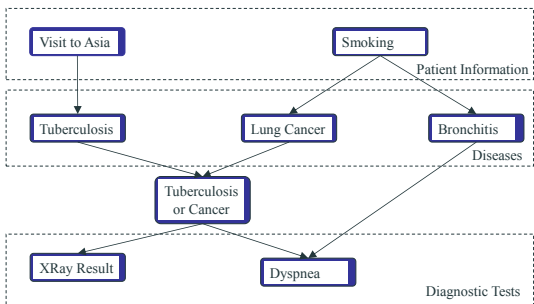 Visit to Asia
Smoking
Patient Information
Tuberculosis
Lung Cancer
Bronchitis
Diseases
Tuberculosis
or Cancer
XRay Result
Dyspnea
Diagnostic Tests